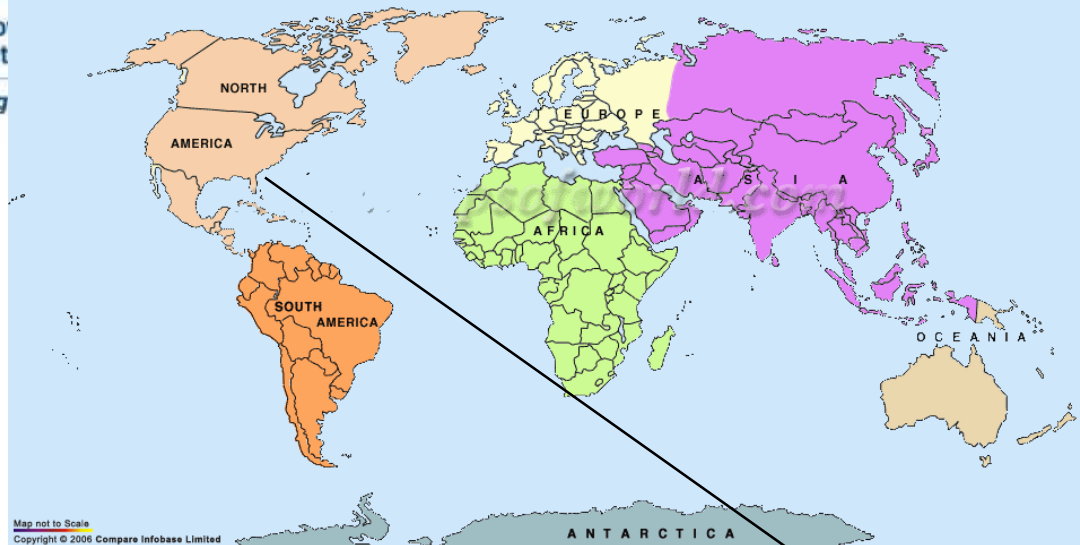 NORTH
AMERICA
EUROPE
ASIA
AFRICA
SOUTH
AMERICA
OCEANIA
ANTARCTICA
Map not to Scale
Copyright © 2006 Compare Infobase Limited